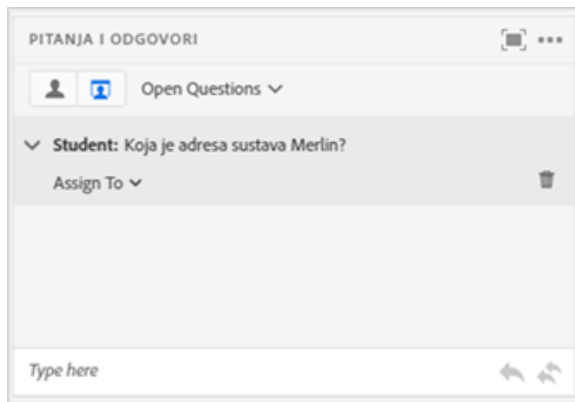 PITANJA I ODGOVORI
Open Questions
Student: Koja je adresa sustava Merlin?
Assign To
Type here